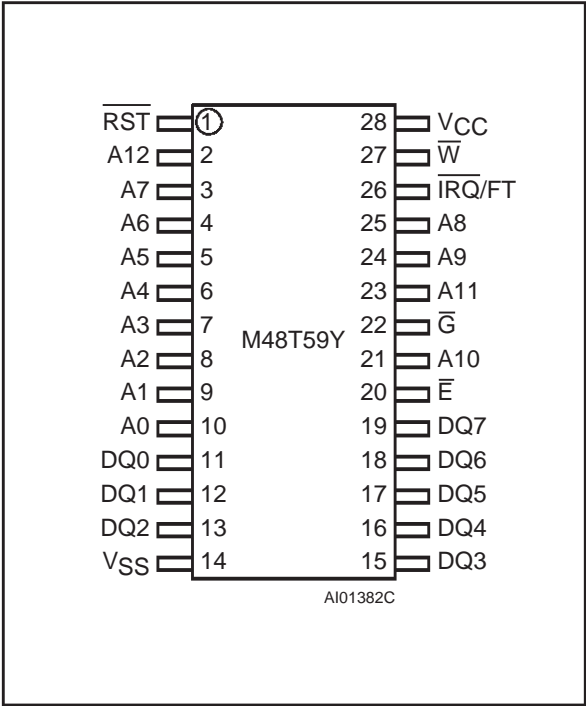 R̅S̅T̅ 1 28 VCC
A12 2 27 W̅
A7 3 26 I̅R̅Q̅/FT
A6 4 25 A8
A5 5 24 A9
A4 6 23 A11
A3 7 22 G̅
M48T59Y
A2 8 21 A10
A1 9 20 E̅
A0 10 19 DQ7
DQ0 11 18 DQ6
DQ1 12 17 DQ5
DQ2 13 16 DQ4
VSS 14 15 DQ3
AI01382C